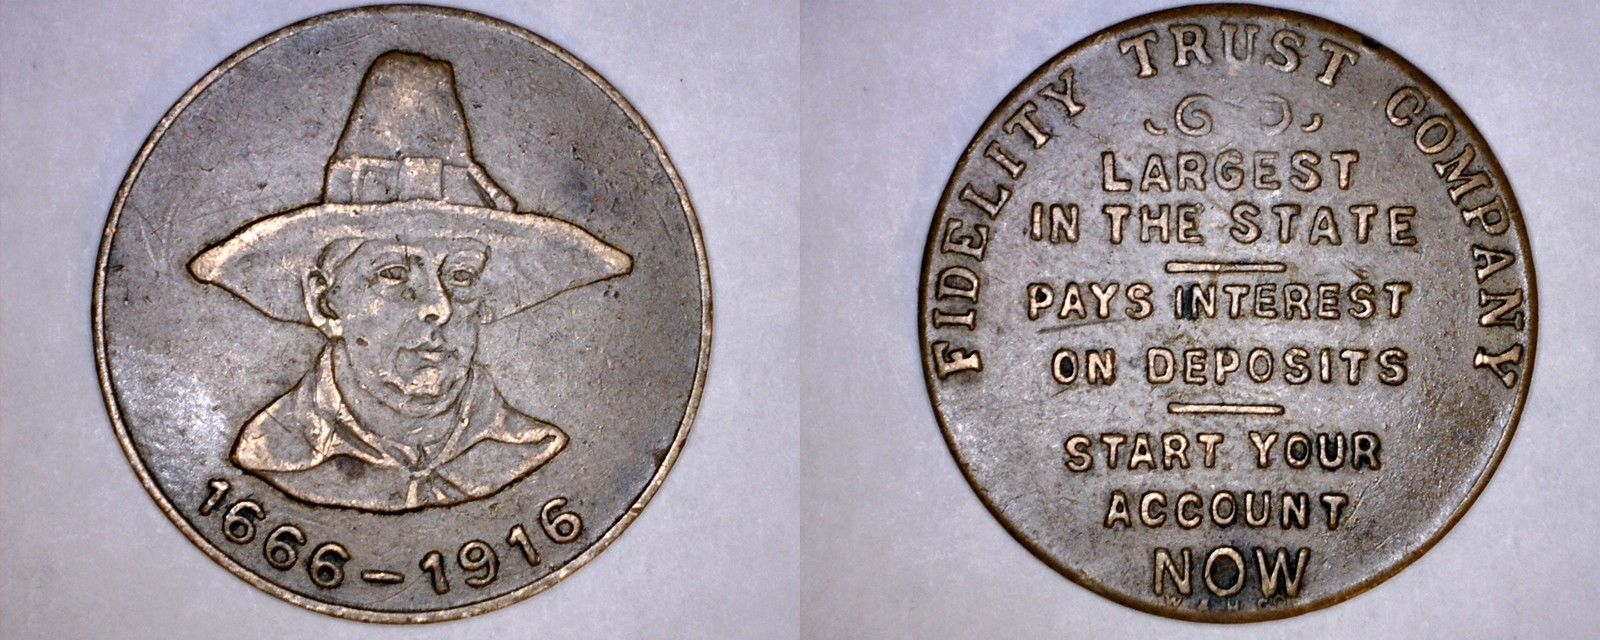 1666-1916
FIDELITY TRUST COMPANY
LARGEST
IN THE STATE
PAYS INTEREST
ON DEPOSITS
START YOUR
ACCOUNT
NOW